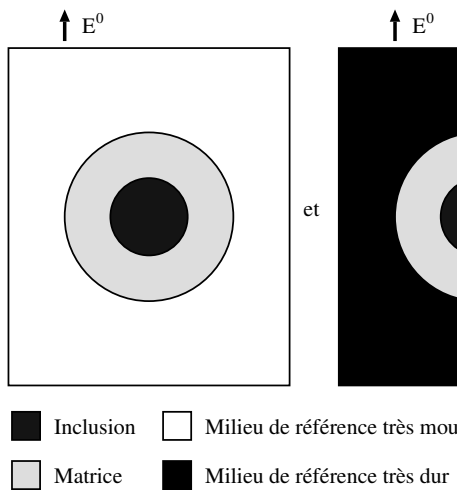 E⁰ E⁰
et
Inclusion Milieu de référence très mou
Matrice Milieu de référence très dur